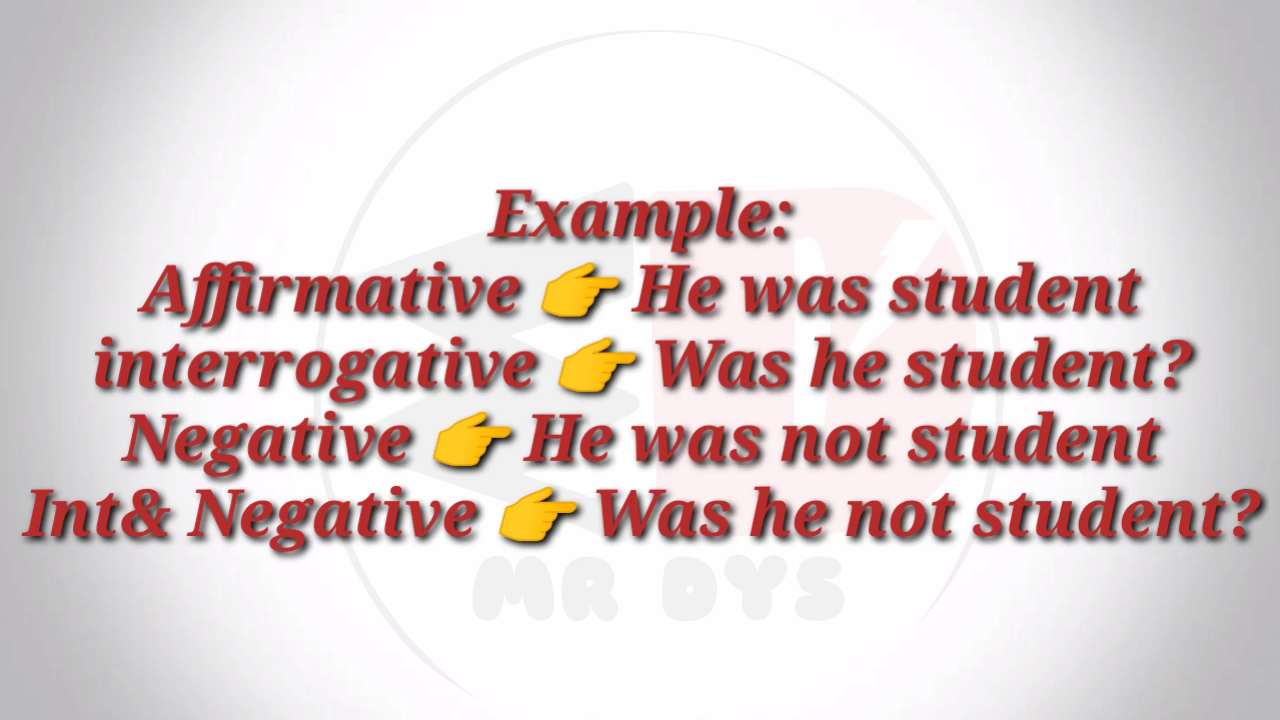 Example:
Affirmative 👉 He was student
interrogative 👉 Was he student?
Negative 👉 He was not student
Int& Negative 👉 Was he not student?
MR DYS